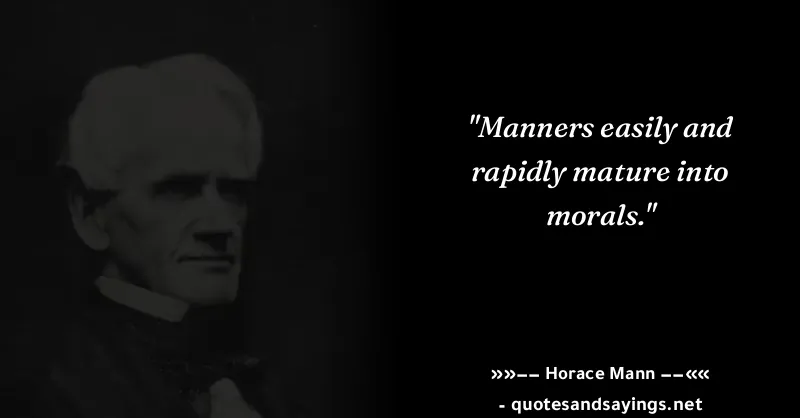 "Manners easily and
rapidly mature into
morals."
»»−− Horace Mann −−««
- quotesandsayings.net